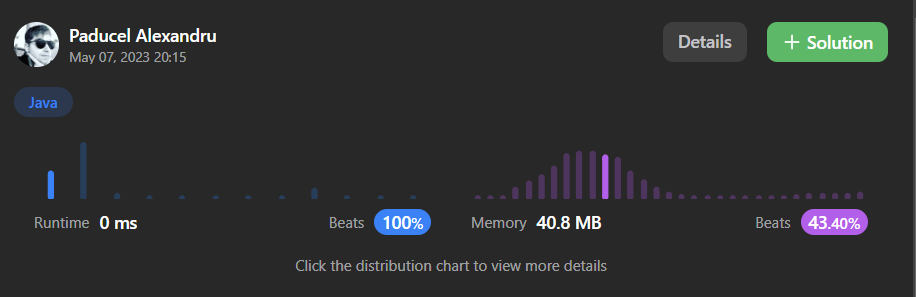 Paducel Alexandru
May 07, 2023 20:15
Details
+ Solution
Java
Runtime 0 ms Beats 100% Memory 40.8 MB Beats 43.40%
Click the distribution chart to view more details